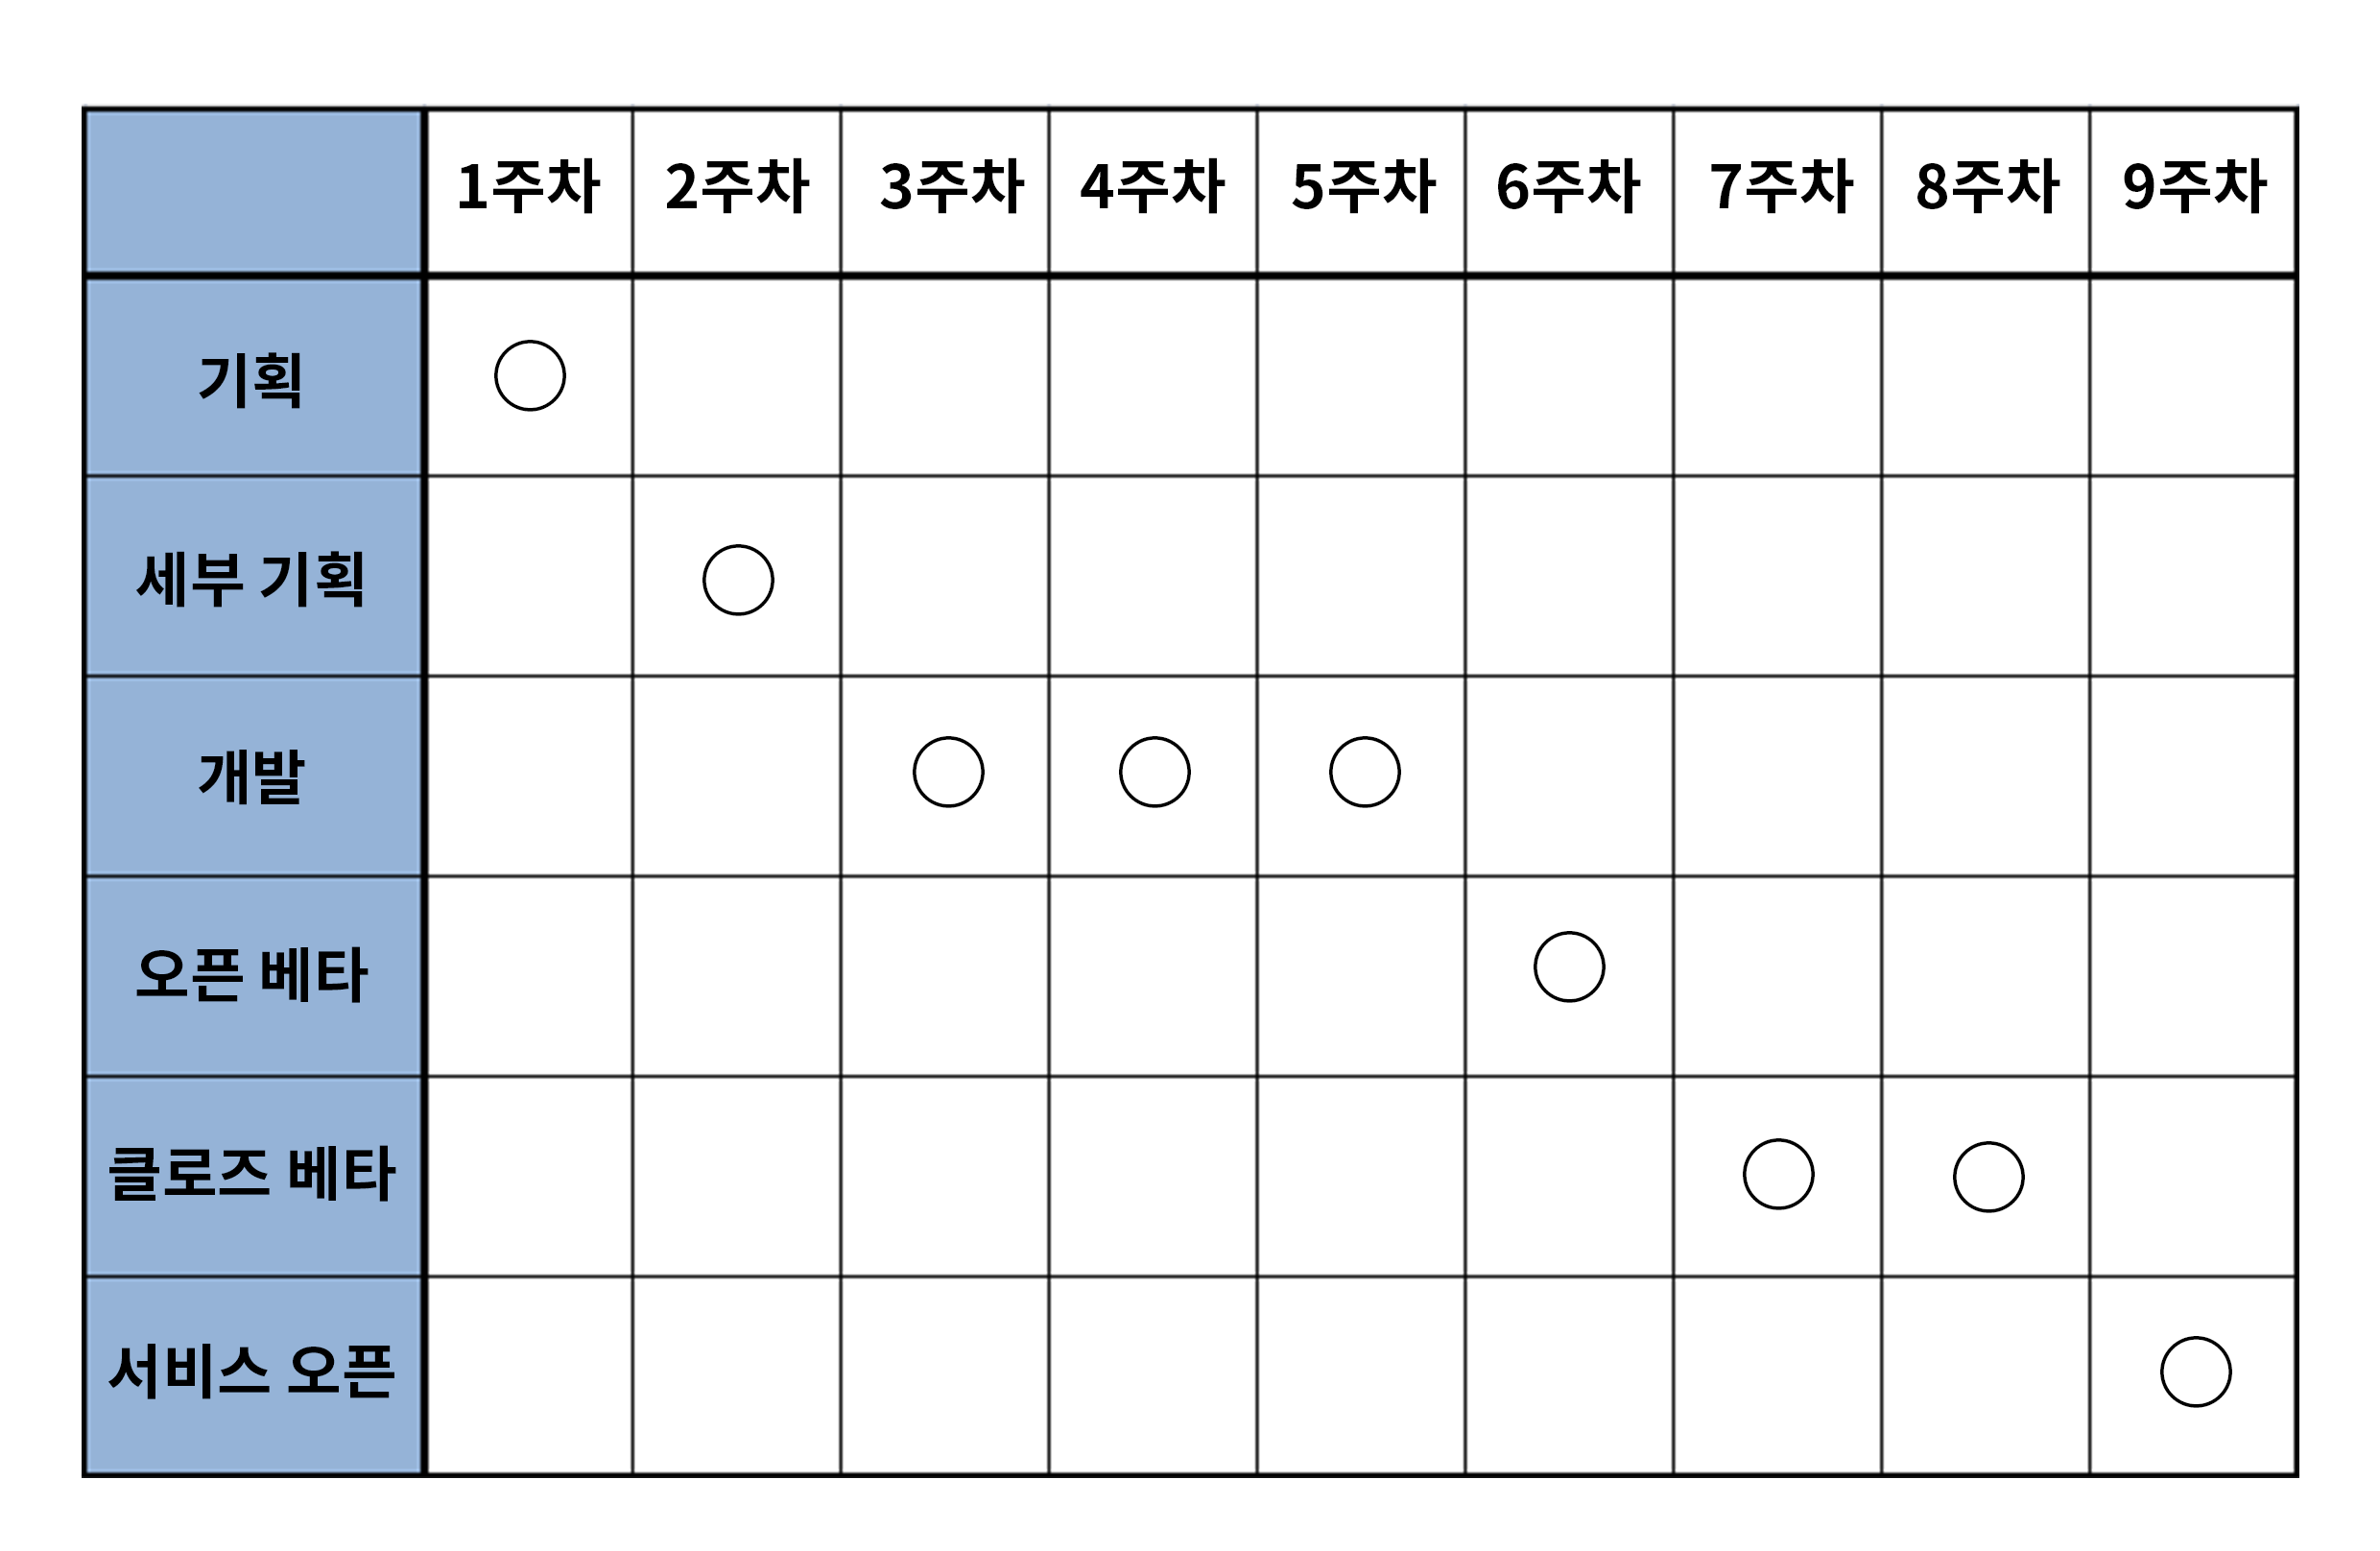 1주차 2주차 3주차 4주차 5주차 6주차 7주차 8주차 9주차
기획
세부 기획
개발
오픈 베타
클로즈 베타
서비스 오픈